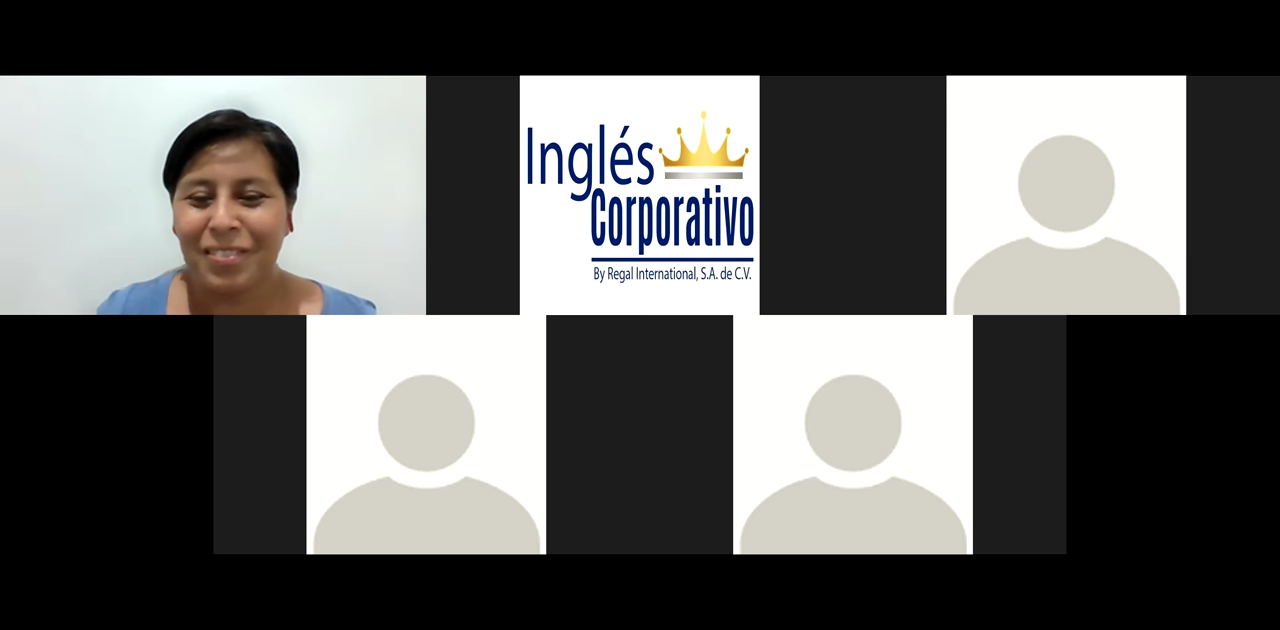 Inglés
Corporativo
By Regal International, S.A. de C.V.